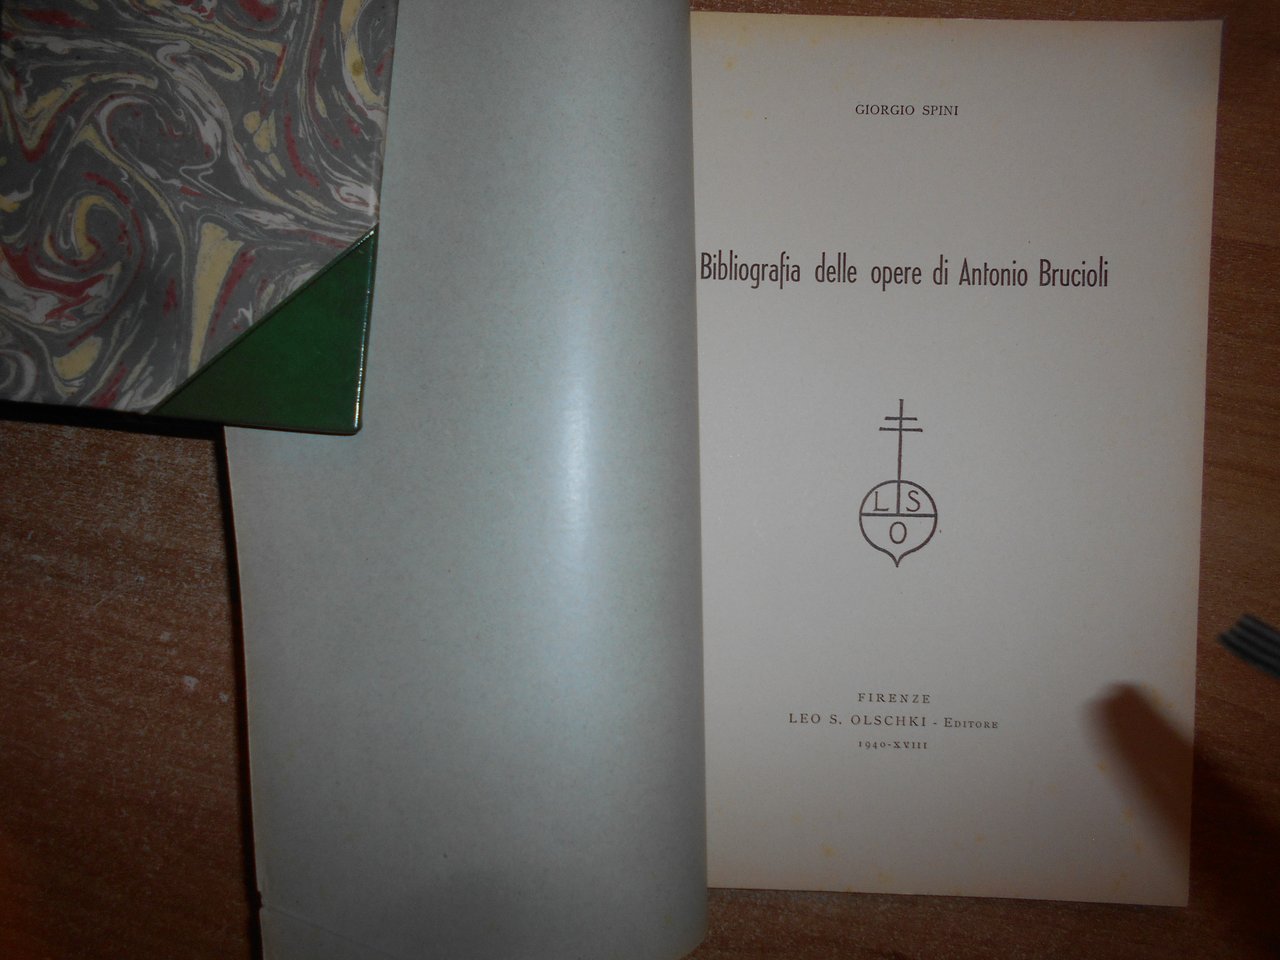 GIORGIO SPINI
Bibliografia delle opere di Antonio Brucioli
L S
O
FIRENZE
LEO S. OLSCHKI - EDITORE
1940-XVIII